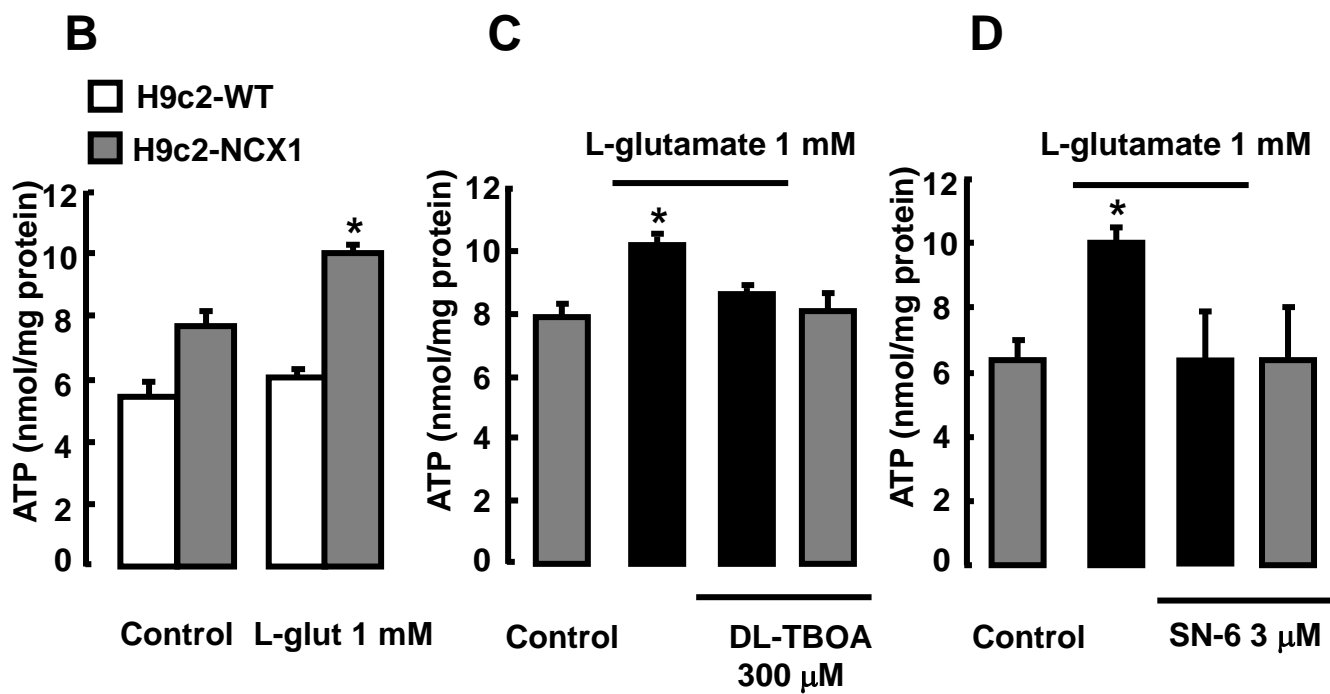 B
H9c2-WT
H9c2-NCX1
ATP (nmol/mg protein)
12
10
8
6
4
2
0
*
Control
L-glut 1 mM
C
L-glutamate 1 mM
ATP (nmol/mg protein)
12
10
8
6
4
2
0
*
Control
DL-TBOA
300 μM
D
L-glutamate 1 mM
ATP (nmol/mg protein)
12
10
8
6
4
2
0
*
Control
SN-6 3 μM